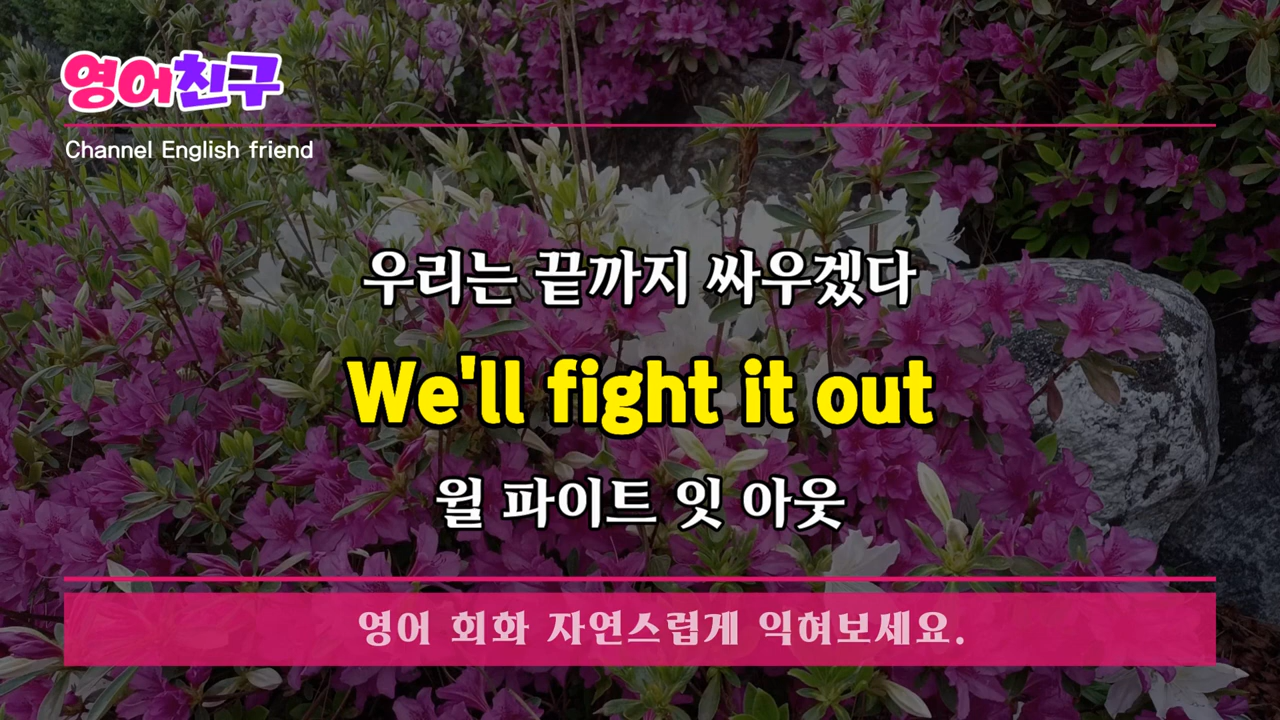 영어친구
Channel English friend
우리는 끝까지 싸우겠다
We'll fight it out
윌 파이트 잇 아웃
영어 회화 자연스럽게 익혀보세요.